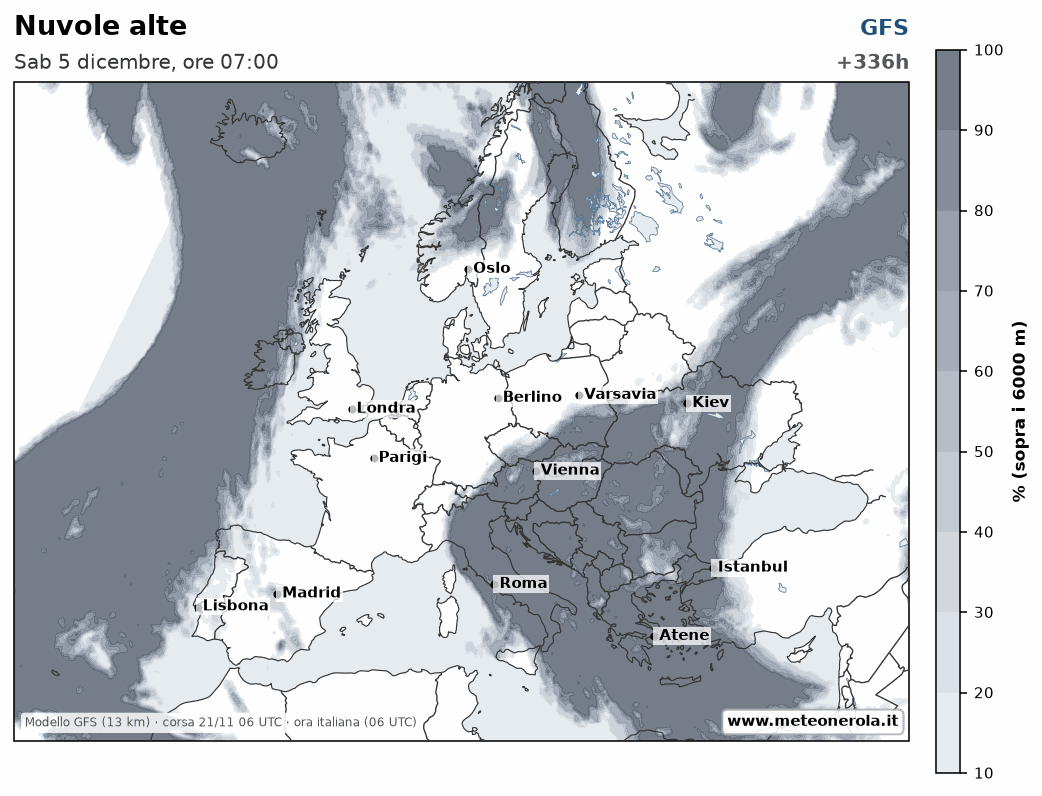 Nuvole alte
GFS
Sab 5 dicembre, ore 07:00
+336h
100
90
80
70
60
50
40
30
20
10
% (sopra i 6000 m)
Oslo
Berlino
Varsavia
Kiev
Londra
Parigi
Vienna
Istanbul
Roma
Madrid
Lisbona
Atene
Modello GFS (13 km) · corsa 21/11 06 UTC · ora italiana (06 UTC)
www.meteonerola.it